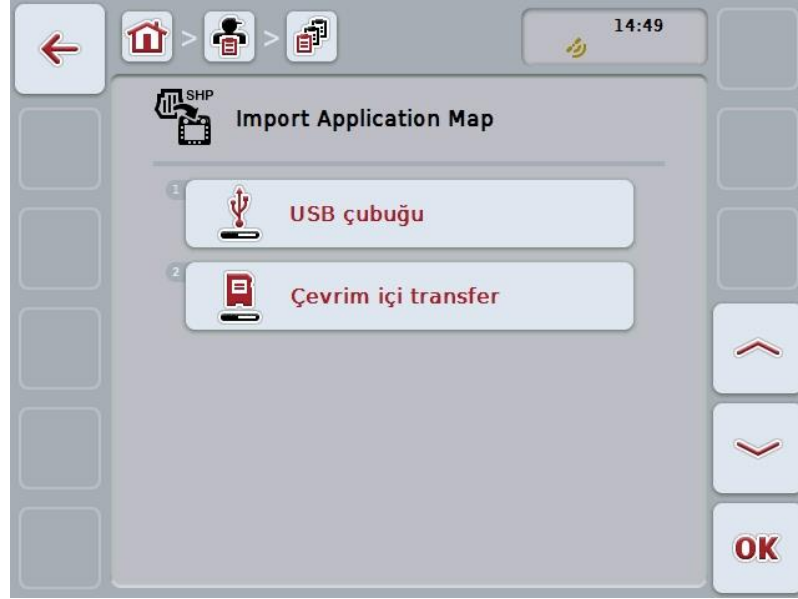 14:49
SHP
Import Application Map
1
USB çubuğu
2
Çevrim içi transfer
OK